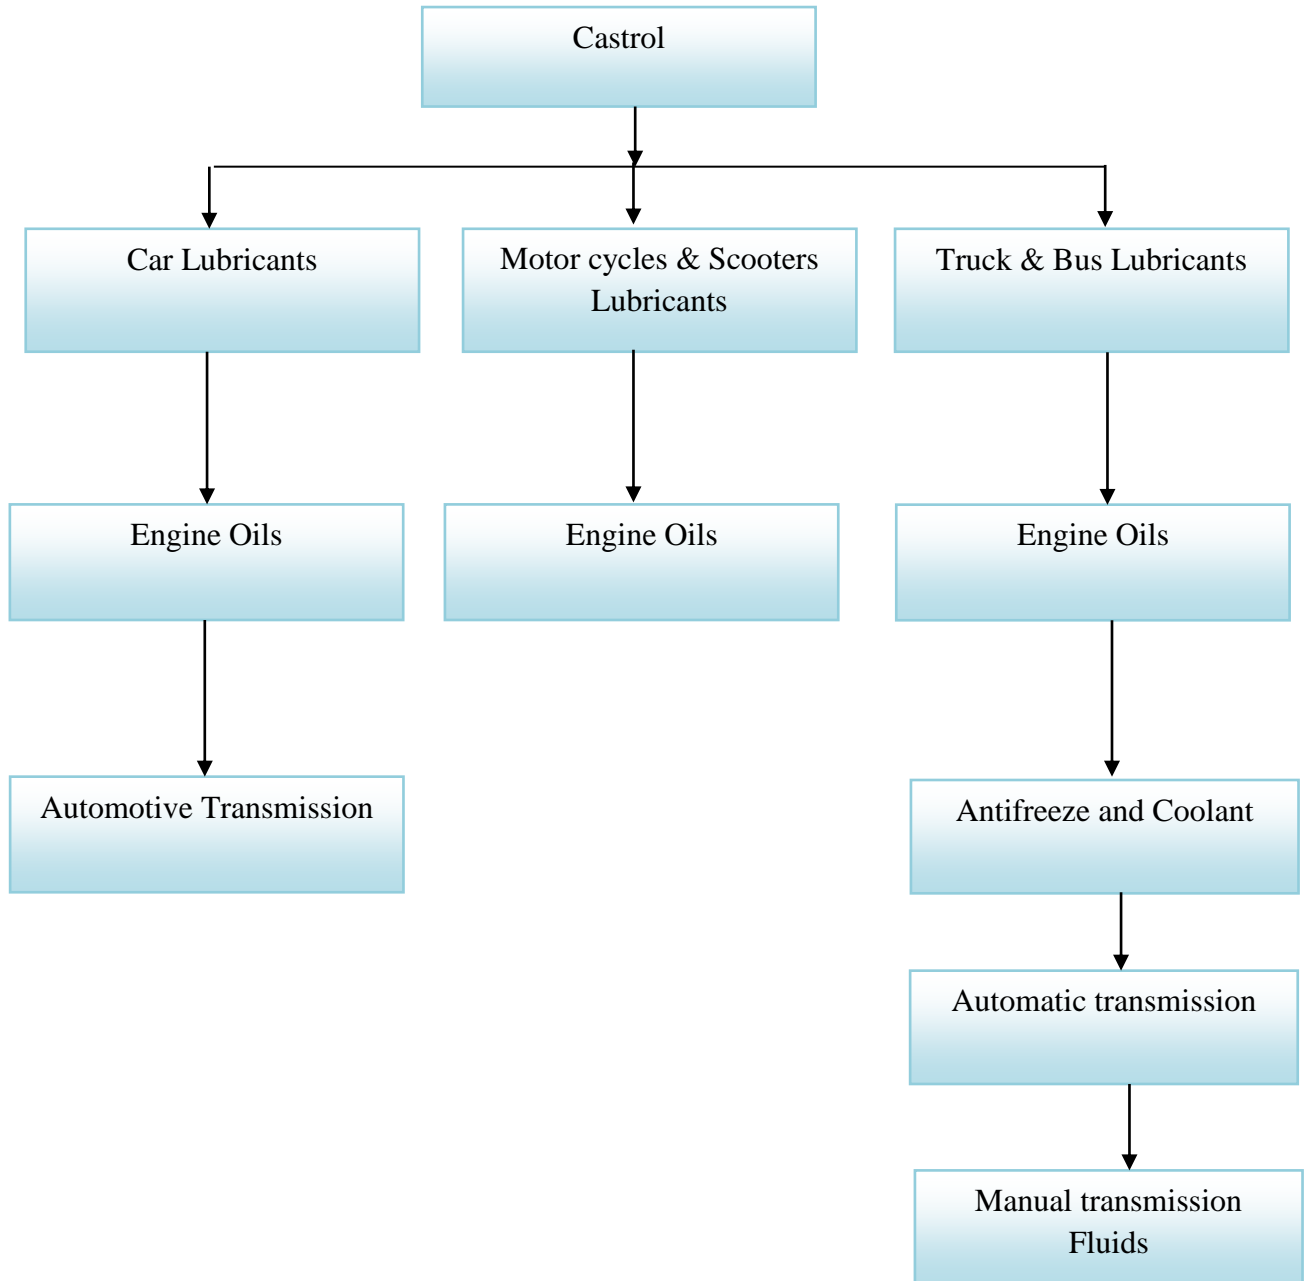 Castrol
Car Lubricants
Motor cycles & Scooters
Lubricants
Truck & Bus Lubricants
Engine Oils
Engine Oils
Engine Oils
Automotive Transmission
Antifreeze and Coolant
Automatic transmission
Manual transmission
Fluids